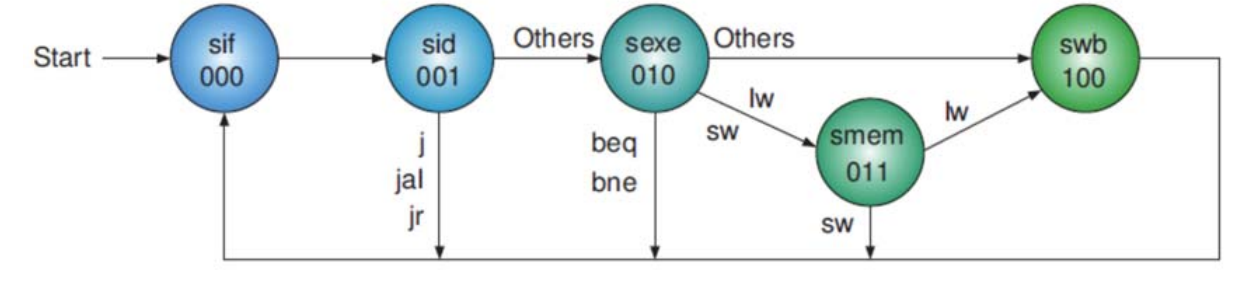 Start
sif
000
sid
001
Others
sexe
010
Others
swb
100
lw
sw
smem
011
lw
j
jal
jr
beq
bne
sw